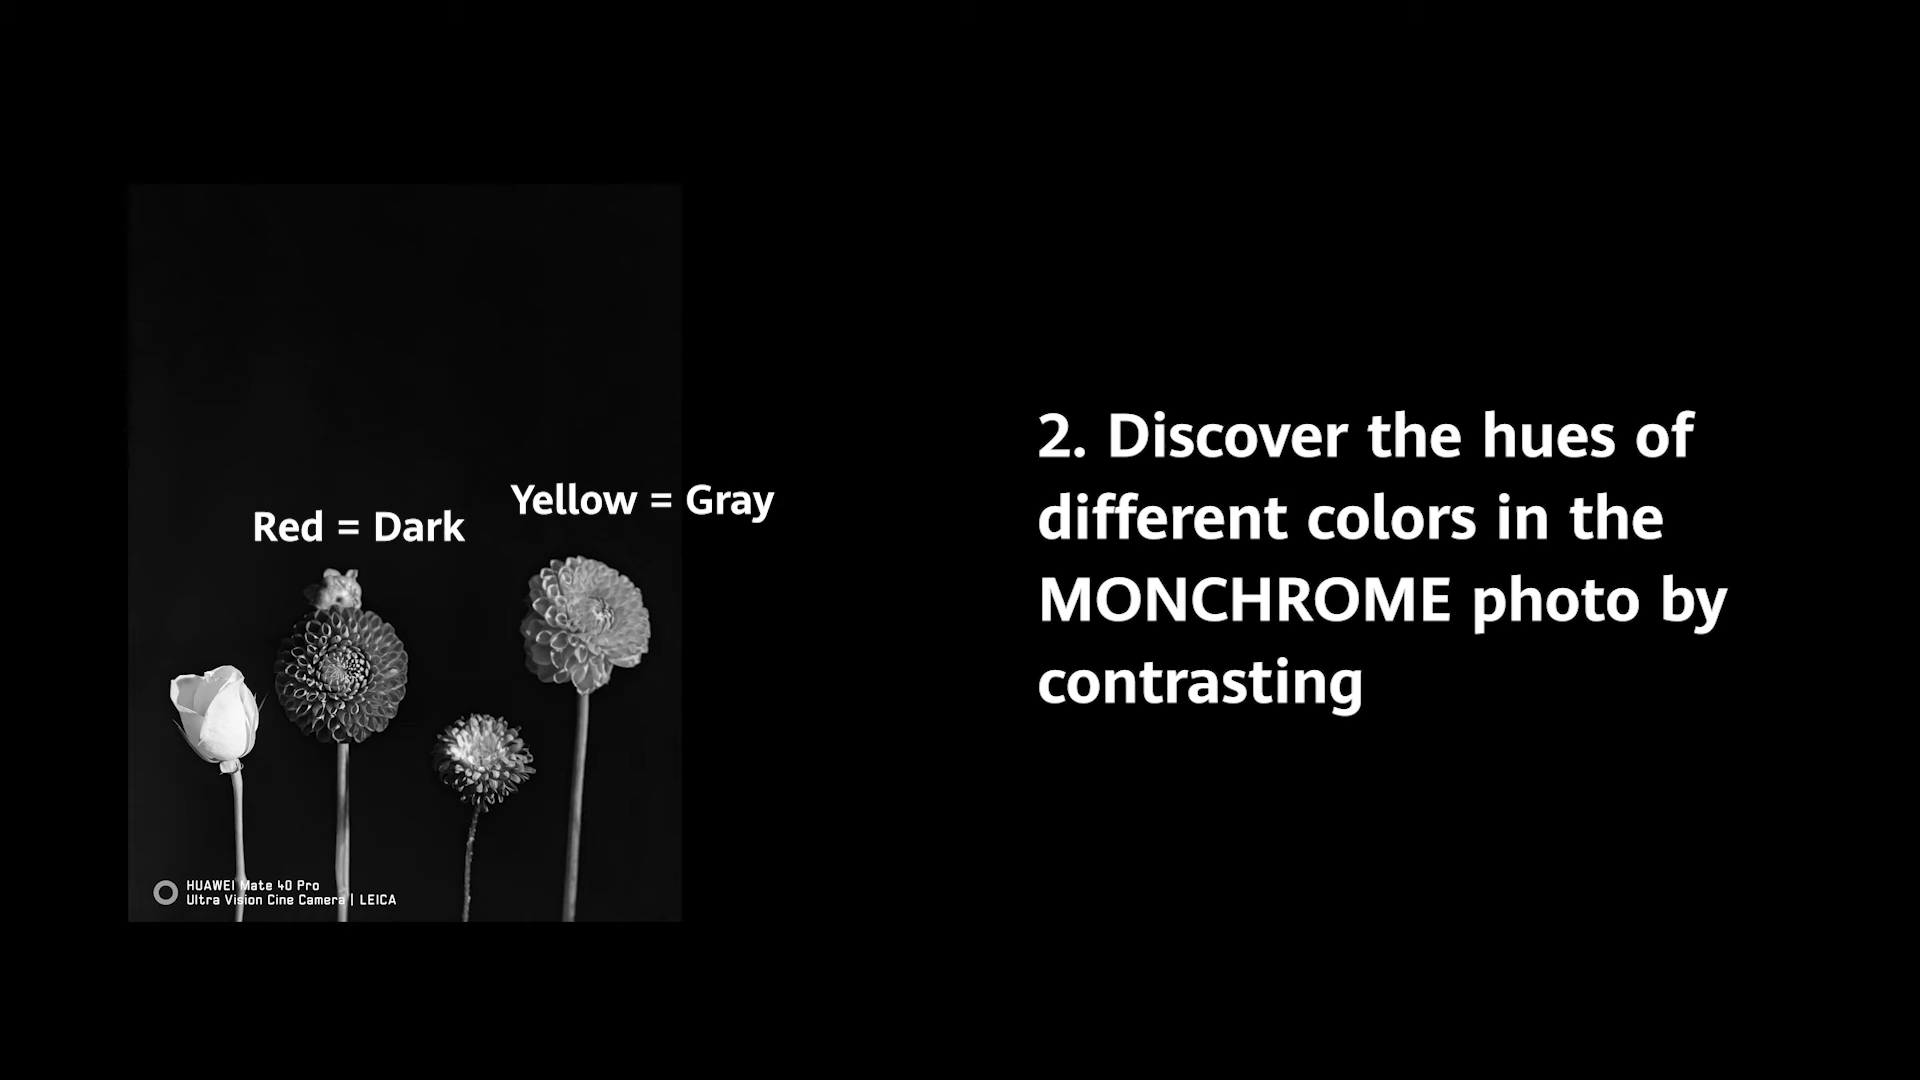 Yellow = Gray
Red = Dark
2. Discover the hues of
different colors in the
MONCHROME photo by
contrasting
HUAWEI Mate 40 Pro
Ultra Vision Cine Camera | LEICA